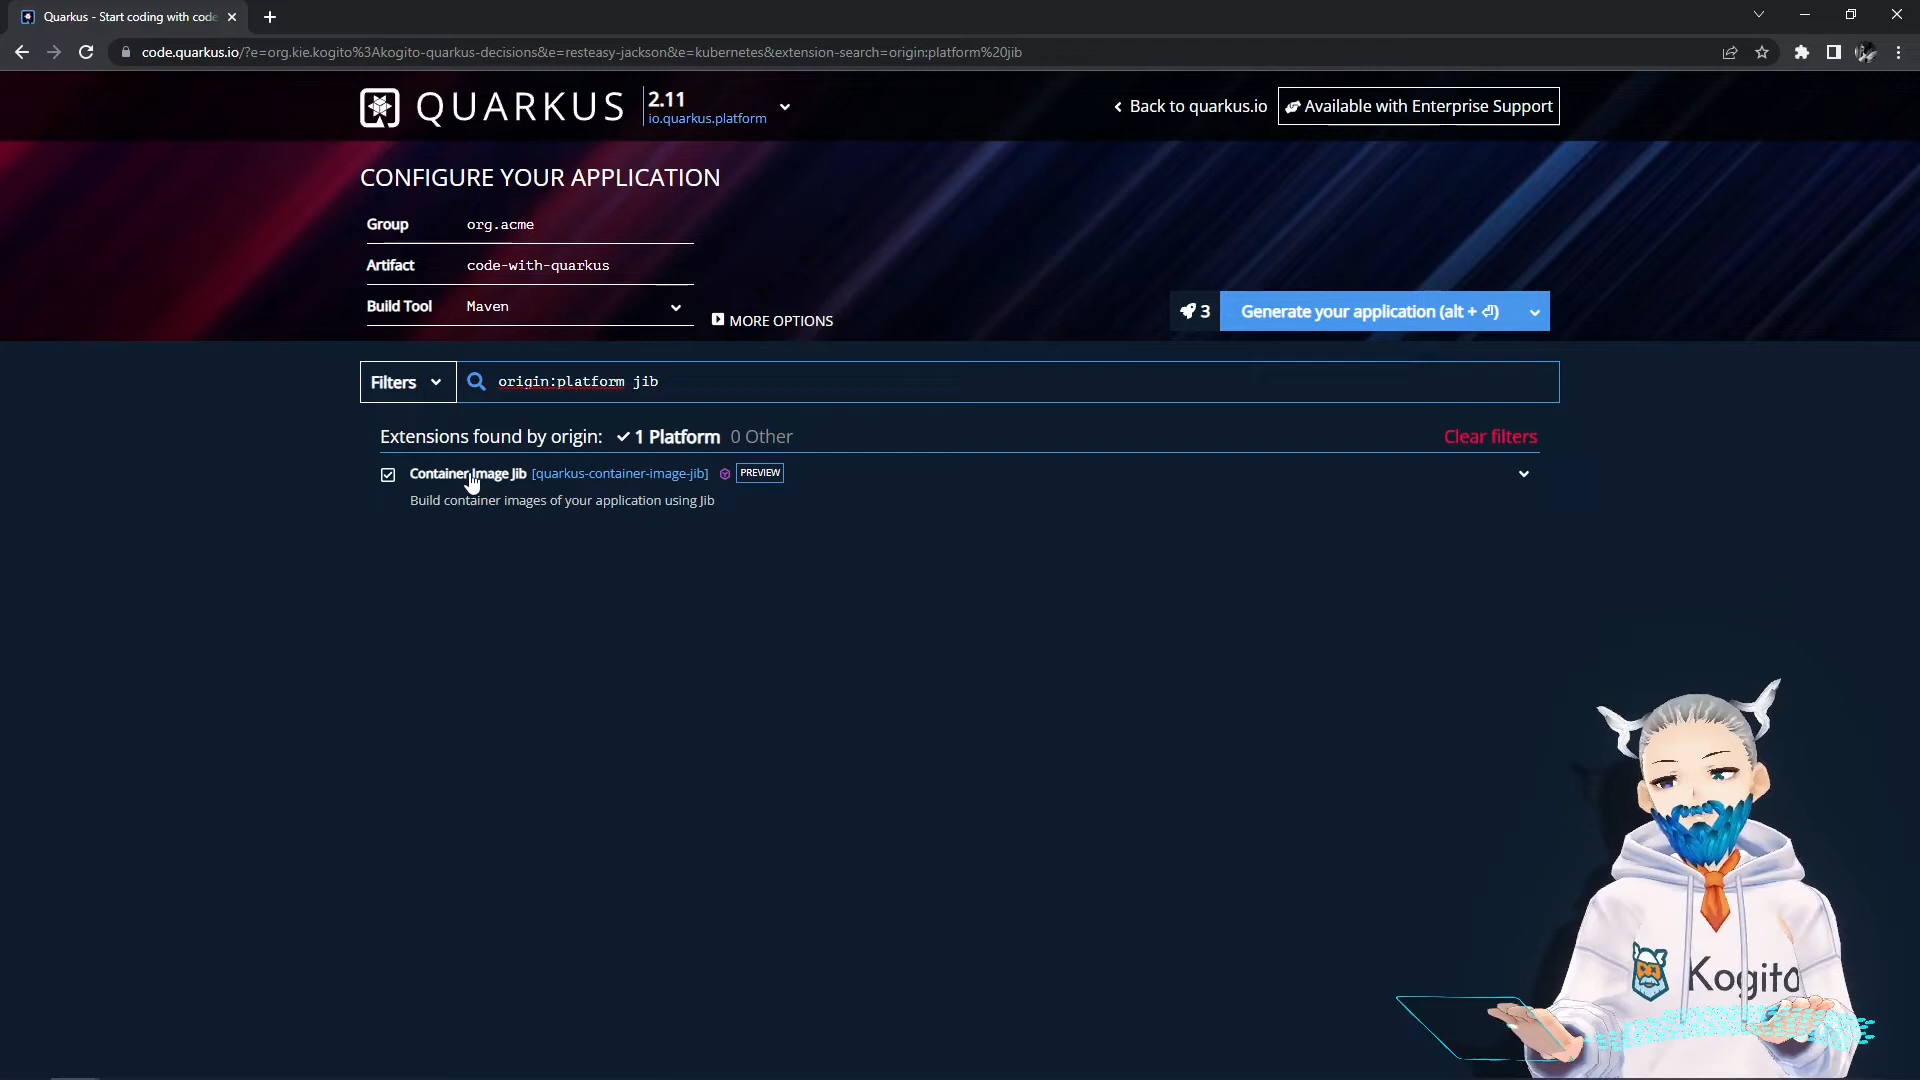 Quarkus - Start coding with code
code.quarkus.io/?e=org.kie.kogito%3Akogito-quarkus-decisions&e=resteasy-jackson&e=kubernetes&extension-search=origin:platform%20jib
QUARKUS
2.11
io.quarkus.platform
Back to quarkus.io
Available with Enterprise Support
CONFIGURE YOUR APPLICATION
Group org.acme
Artifact code-with-quarkus
Build Tool Maven
MORE OPTIONS
3
Generate your application (alt + ⏎)
Filters
origin:platform jib
Extensions found by origin: 1 Platform 0 Other
Clear filters
Container Image Jib [quarkus-container-image-jib] PREVIEW
Build container images of your application using Jib
Kogito